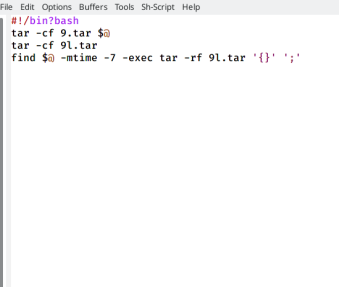 File Edit Options Buffers Tools Sh-Script Help
#!/bin?bash
tar -cf 9.tar $@
tar -cf 9l.tar
find $@ -mtime -7 -exec tar -rf 9l.tar '{}' ';'